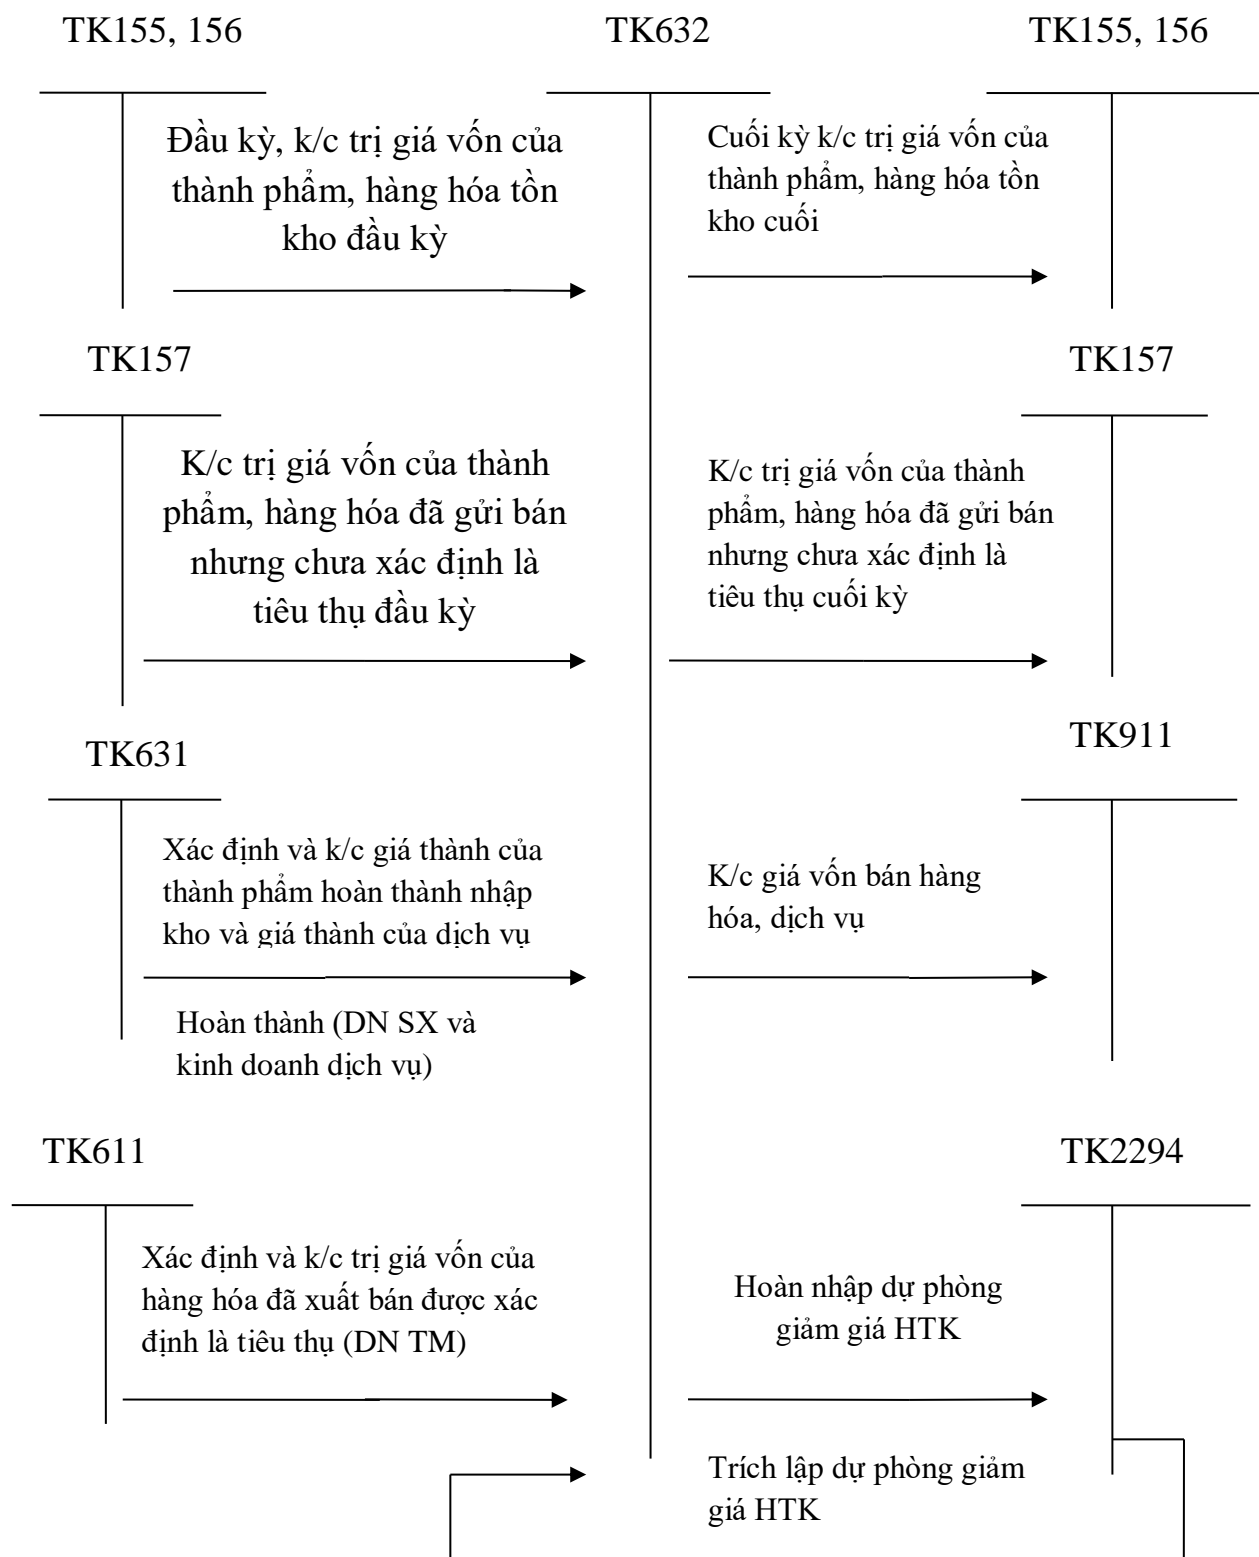 TK155, 156
TK632
TK155, 156
Đầu kỳ, k/c trị giá vốn của
thành phẩm, hàng hóa tồn
kho đầu kỳ
Cuối kỳ k/c trị giá vốn của
thành phẩm, hàng hóa tồn
kho cuối
TK157
TK157
K/c trị giá vốn của thành
phẩm, hàng hóa đã gửi bán
nhưng chưa xác định là
tiêu thụ đầu kỳ
K/c trị giá vốn của thành
phẩm, hàng hóa đã gửi bán
nhưng chưa xác định là
tiêu thụ cuối kỳ
TK631
TK911
Xác định và k/c giá thành của
thành phẩm hoàn thành nhập
kho và giá thành của dịch vụ
Hoàn thành (DN SX và
kinh doanh dịch vụ)
K/c giá vốn bán hàng
hóa, dịch vụ
TK611
TK2294
Xác định và k/c trị giá vốn của
hàng hóa đã xuất bán được xác
định là tiêu thụ (DN TM)
Hoàn nhập dự phòng
giảm giá HTK
Trích lập dự phòng giảm
giá HTK